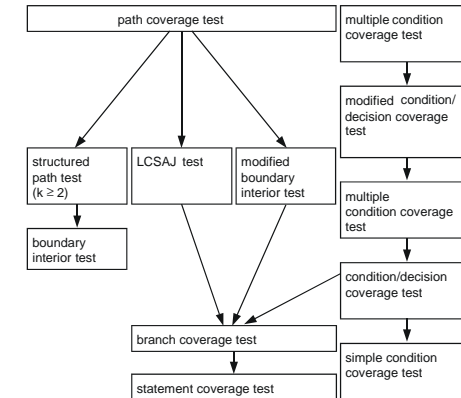 path coverage test
multiple condition
coverage test
modified condition/
decision coverage
test
structured
path test
(k ≥ 2)
LCSAJ test
modified
boundary
interior test
multiple
condition coverage
test
boundary
interior test
condition/decision
coverage test
branch coverage test
simple condition
coverage test
statement coverage test